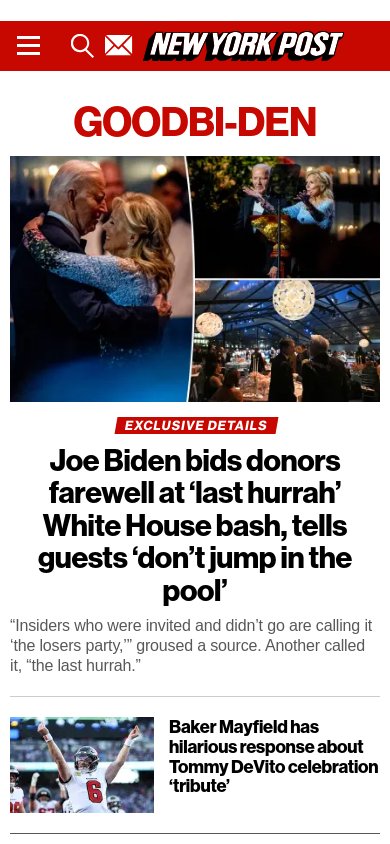 NEW YORK POST
GOODBI-DEN
EXCLUSIVE DETAILS
Joe Biden bids donors
farewell at ‘last hurrah’
White House bash, tells
guests ‘don’t jump in the
pool’
“Insiders who were invited and didn’t go are calling it
‘the losers party,’” groused a source. Another called
it, “the last hurrah.”
Baker Mayfield has
hilarious response about
Tommy DeVito celebration
‘tribute’
6